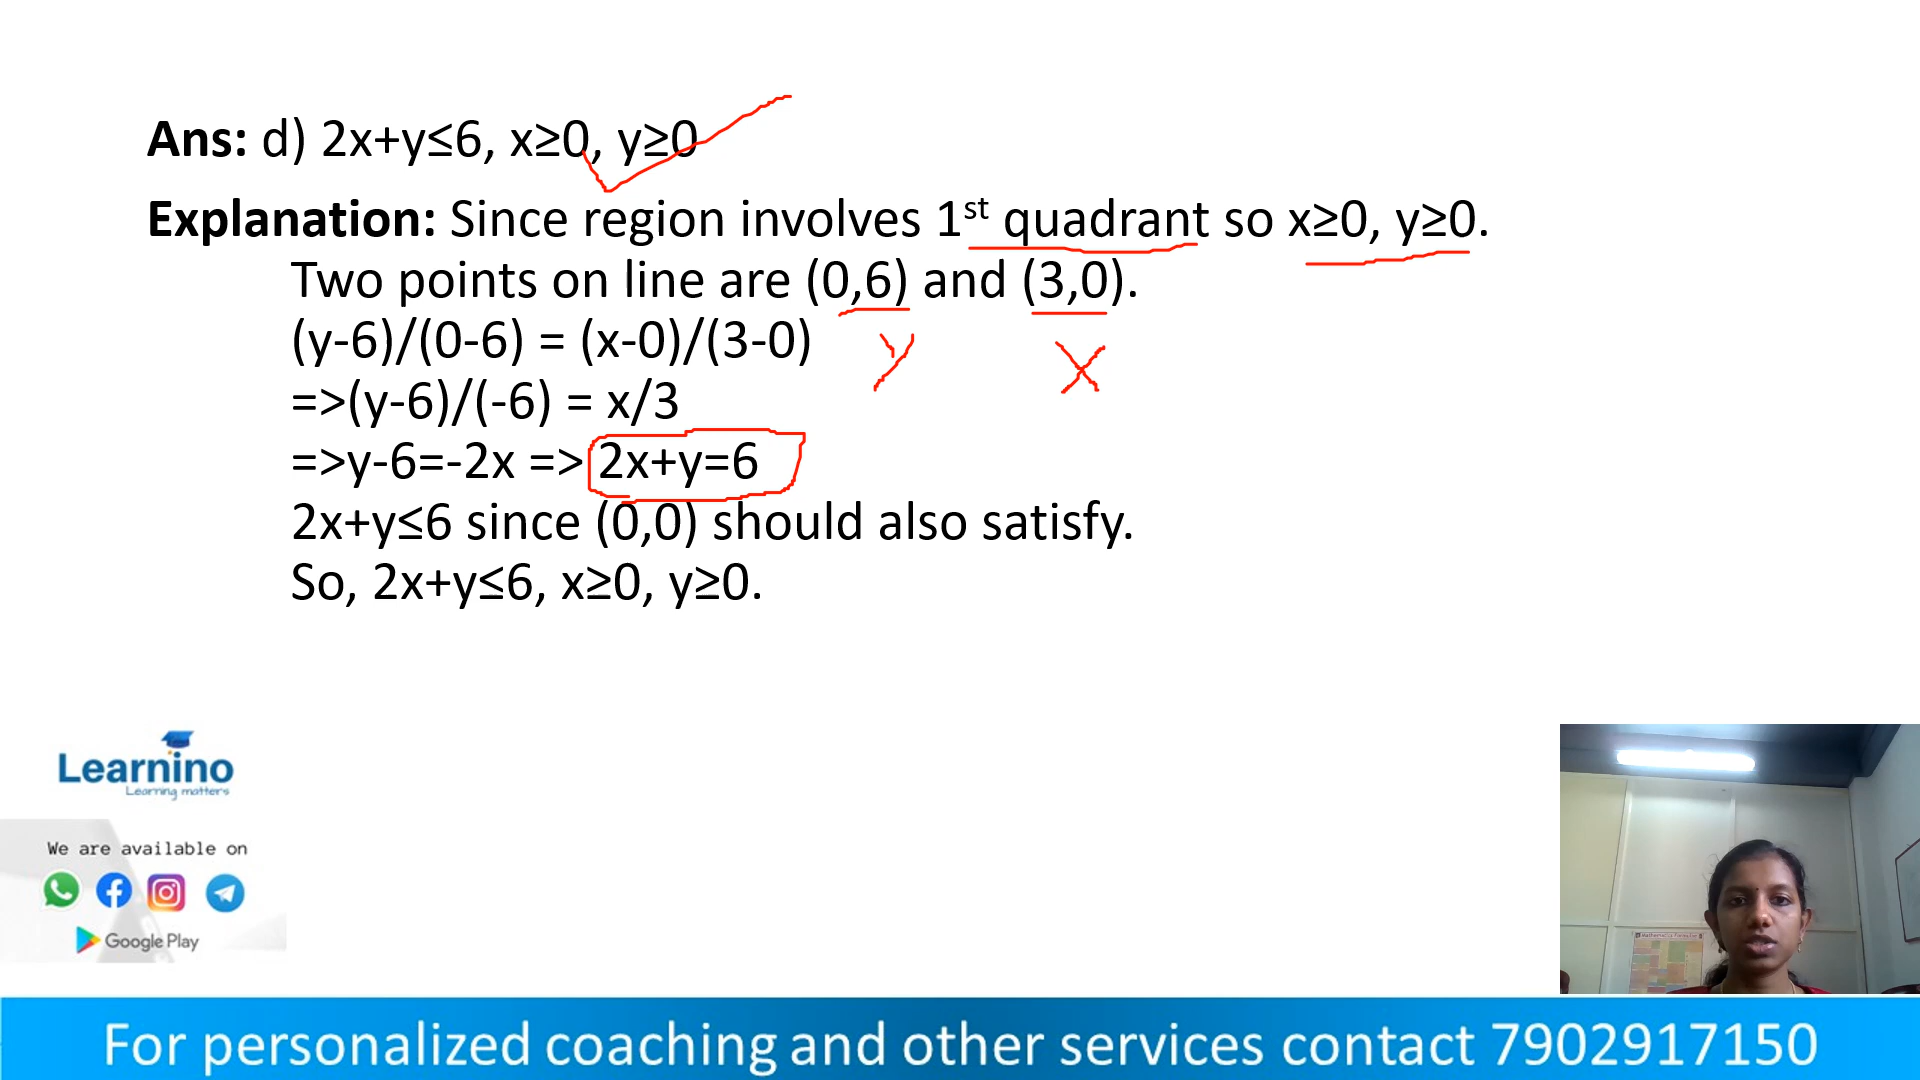 Ans: d) 2x+y≤6, x≥0, y≥0
Explanation: Since region involves 1st quadrant so x≥0, y≥0.
Two points on line are (0,6) and (3,0).
(y-6)/(0-6) = (x-0)/(3-0)
y x
=>(y-6)/(-6) = x/3
=>y-6=-2x => 2x+y=6
2x+y≤6 since (0,0) should also satisfy.
So, 2x+y≤6, x≥0, y≥0.
Learnino
Learning matters
We are available on
Google Play
For personalized coaching and other services contact 7902917150